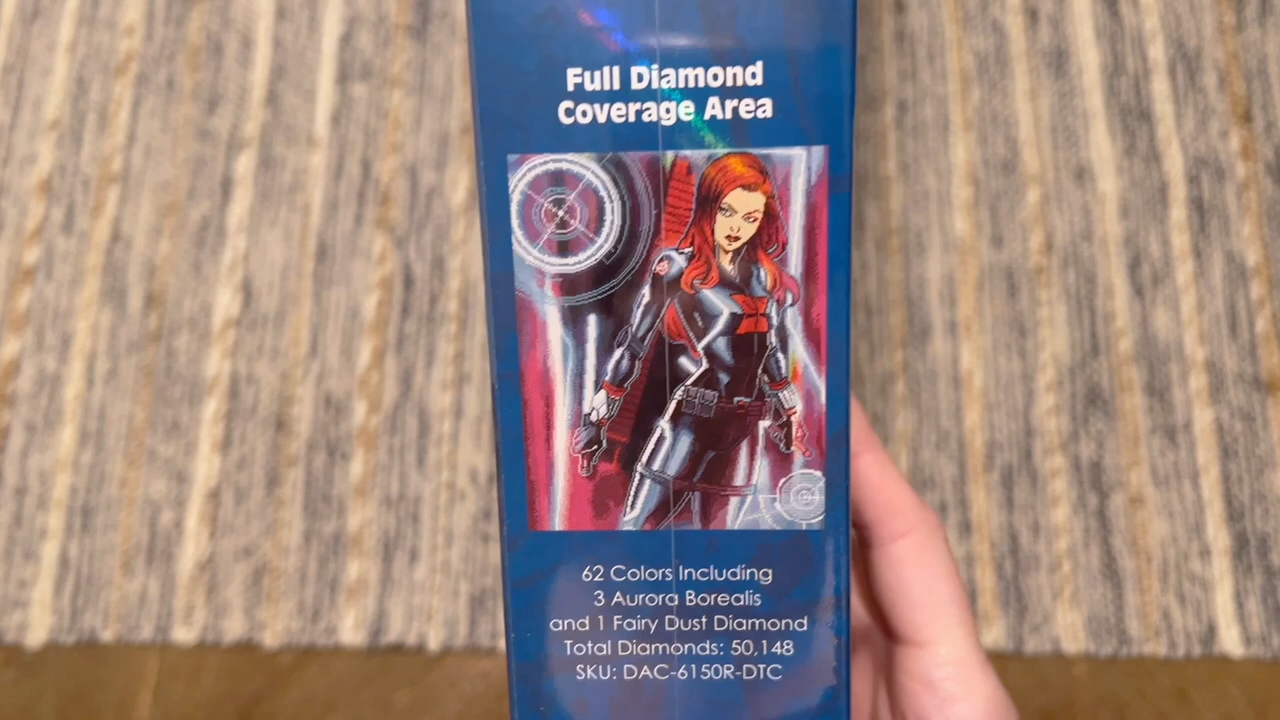 Full Diamond
Coverage Area
62 Colors Including
3 Aurora Borealis
and 1 Fairy Dust Diamond
Total Diamonds: 50,148
SKU: DAC-6150R-DTC